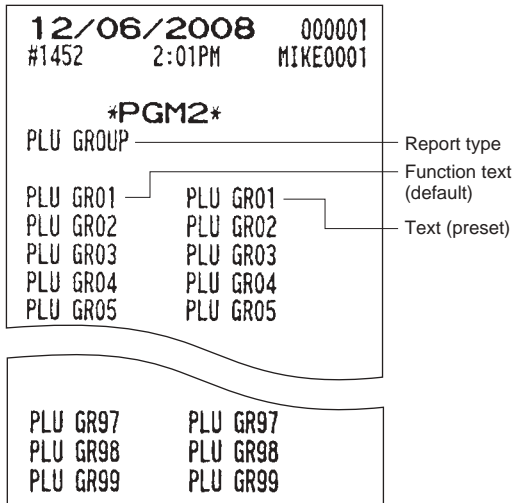 12/06/2008 000001
#1452 2:01PM MIKE0001
*PGM2*
PLU GROUP
Report type
Function text
(default)
PLU GR01 PLU GR01
Text (preset)
PLU GR02 PLU GR02
PLU GR03 PLU GR03
PLU GR04 PLU GR04
PLU GR05 PLU GR05
PLU GR97 PLU GR97
PLU GR98 PLU GR98
PLU GR99 PLU GR99